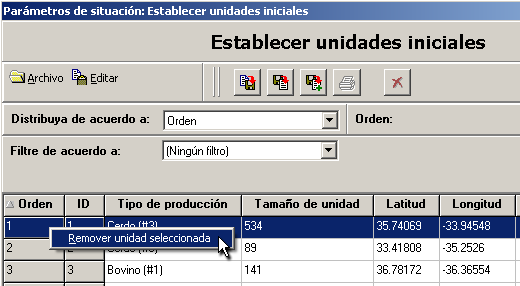 Parámetros de situación: Establecer unidades iniciales
Establecer unidades iniciales
Archivo Editar
Distribuya de acuerdo a: Orden Orden:
Filtre de acuerdo a: (Ningún filtro)
Orden ID Tipo de producción Tamaño de unidad Latitud Longitud
1 1 Cerdo (#3) 534 35.74069 -33.94548
Remover unidad seleccionada
2 89 33.41808 -35.2526
3 3 Bovino (#1) 141 36.78172 -36.36554